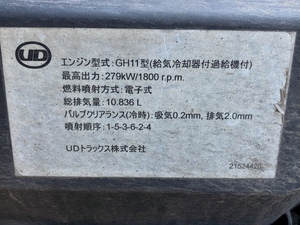 UD
エンジン型式:GH11型(給気冷却器付過給機付)
最高出力:279kW/1800 r.p.m.
燃料噴射方式:電子式
総排気量:10.836 L
バルブクリアランス(冷時):吸気0.2mm, 排気2.0mm
噴射順序:1-5-3-6-2-4
UDトラックス株式会社
21524420